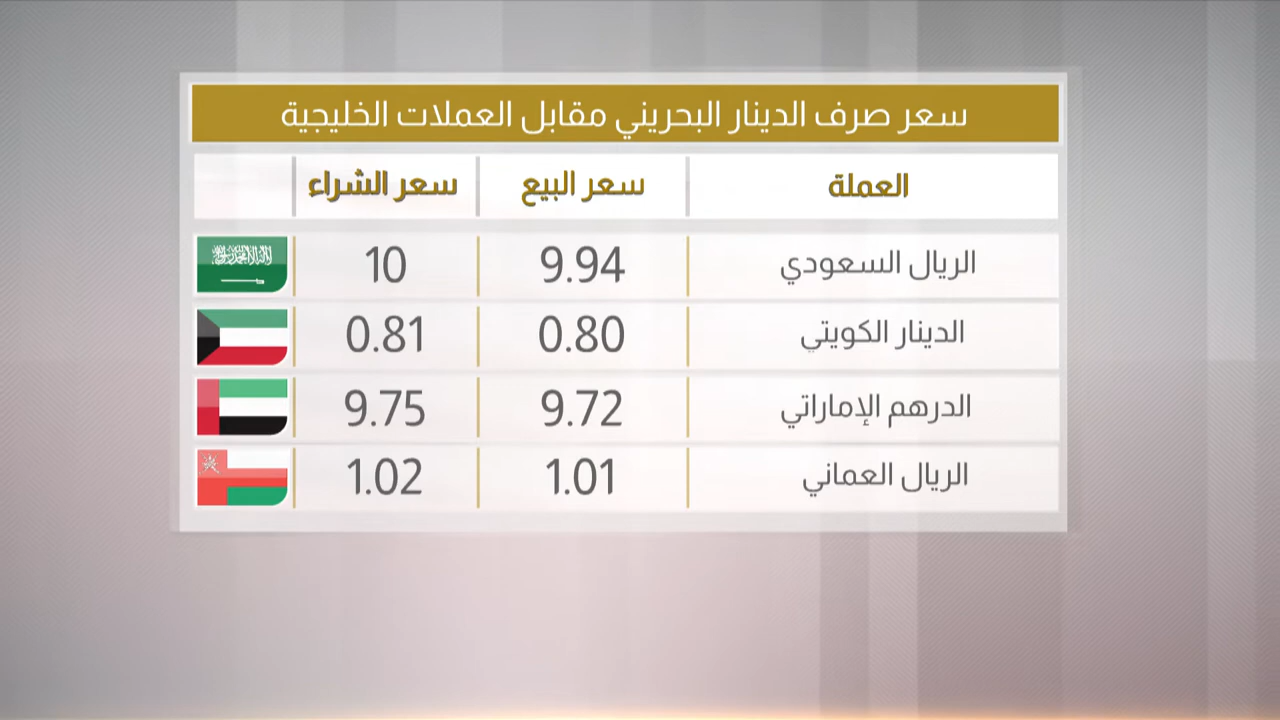 سعر صرف الدينار البحريني مقابل العملات الخليجية
العملة سعر البيع سعر الشراء
الريال السعودي 9.94 10
الدينار الكويتي 0.80 0.81
الدرهم الإماراتي 9.72 9.75
الريال العماني 1.01 1.02